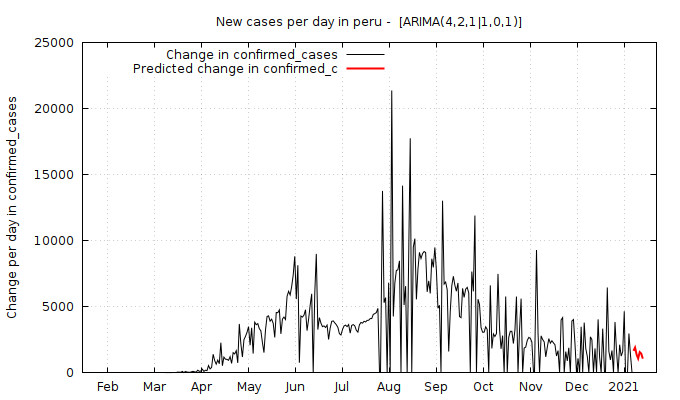 New cases per day in peru - [ARIMA(4,2,1|1,0,1)]
Change per day in confirmed_cases
Change in confirmed_cases
Predicted change in confirmed_c
25000
20000
15000
10000
5000
0
Feb Mar Apr May Jun Jul Aug Sep Oct Nov Dec 2021